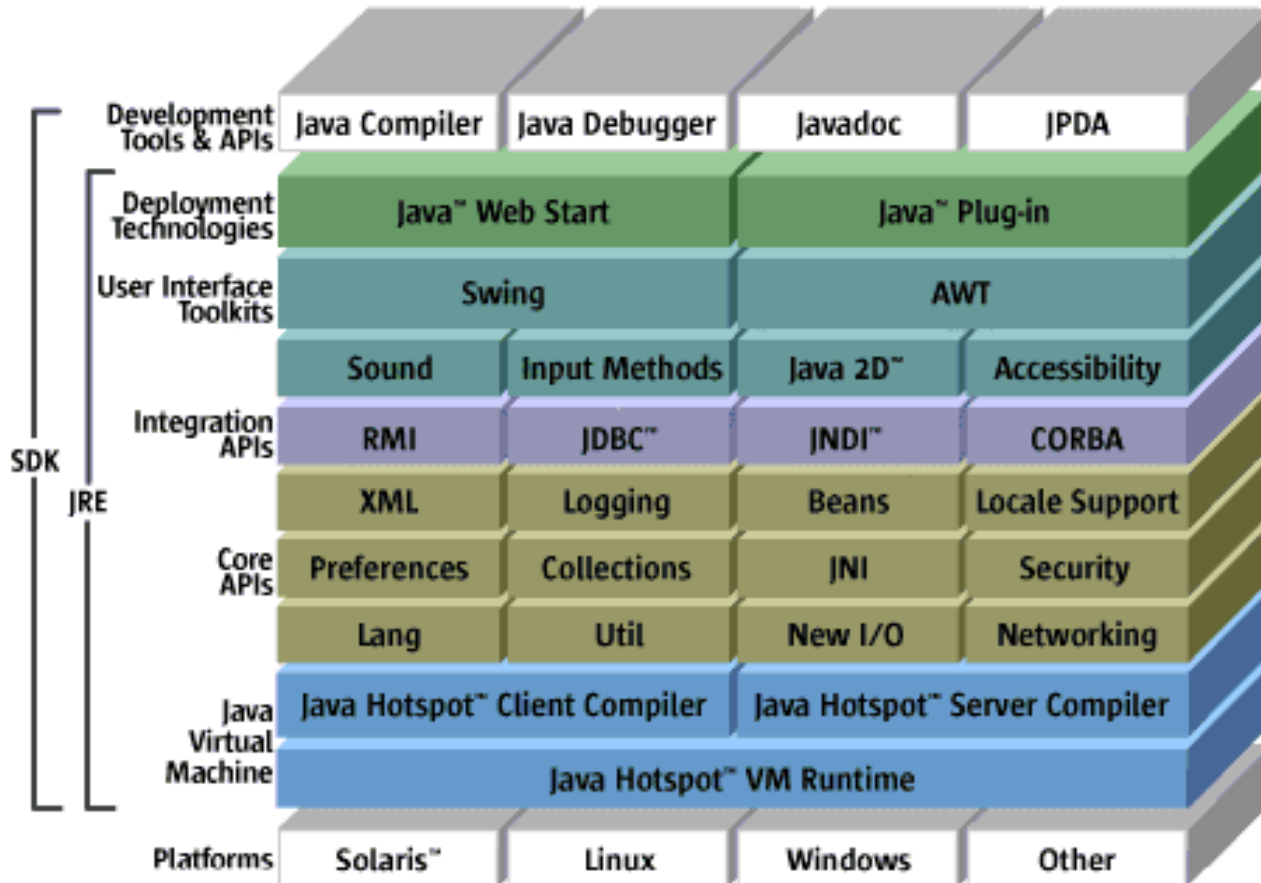 Development
Tools & APIs
Java Compiler
Java Debugger
Javadoc
JPDA
Deployment
Technologies
Java™ Web Start
Java™ Plug-in
User Interface
Toolkits
Swing
AWT
Sound
Input Methods
Java 2D™
Accessibility
Integration
APIs
RMI
JDBC™
JNDI™
CORBA
SDK
JRE
XML
Logging
Beans
Locale Support
Core
APIs
Preferences
Collections
JNI
Security
Lang
Util
New I/O
Networking
Java
Virtual
Machine
Java Hotspot™ Client Compiler
Java Hotspot™ Server Compiler
Java Hotspot™ VM Runtime
Platforms
Solaris™
Linux
Windows
Other